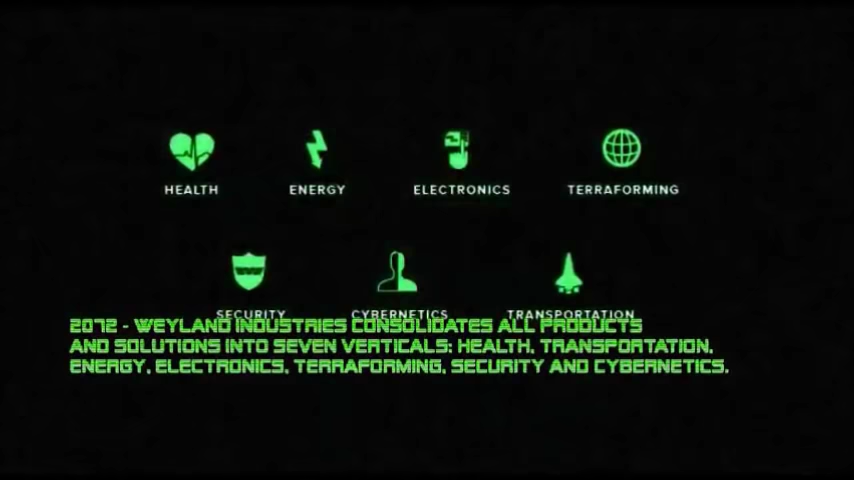 HEALTH ENERGY ELECTRONICS TERRAFORMING
SECURITY CYBERNETICS TRANSPORTATION
2072 - WEYLAND INDUSTRIES CONSOLIDATES ALL PRODUCTS
AND SOLUTIONS INTO SEVEN VERTICALS: HEALTH, TRANSPORTATION,
ENERGY, ELECTRONICS, TERRAFORMING, SECURITY AND CYBERNETICS.